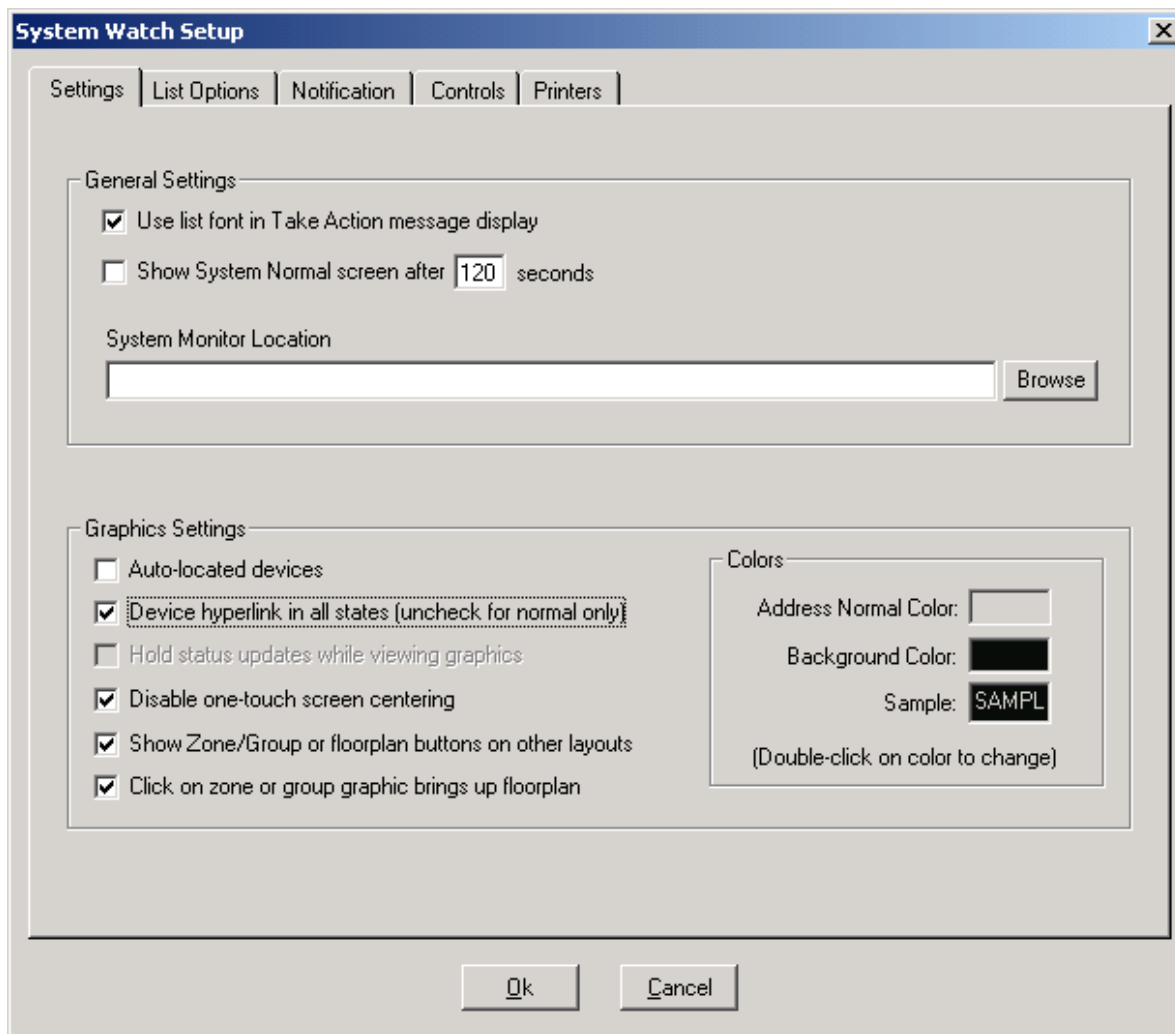 System Watch Setup
Settings List Options Notification Controls Printers
General Settings
Use list font in Take Action message display
Show System Normal screen after 120 seconds
System Monitor Location
Browse
Graphics Settings
Auto-located devices
Device hyperlink in all states (uncheck for normal only)
Hold status updates while viewing graphics
Disable one-touch screen centering
Show Zone/Group or floorplan buttons on other layouts
Click on zone or group graphic brings up floorplan
Colors
Address Normal Color:
Background Color:
Sample: SAMPL
(Double-click on color to change)
Ok Cancel